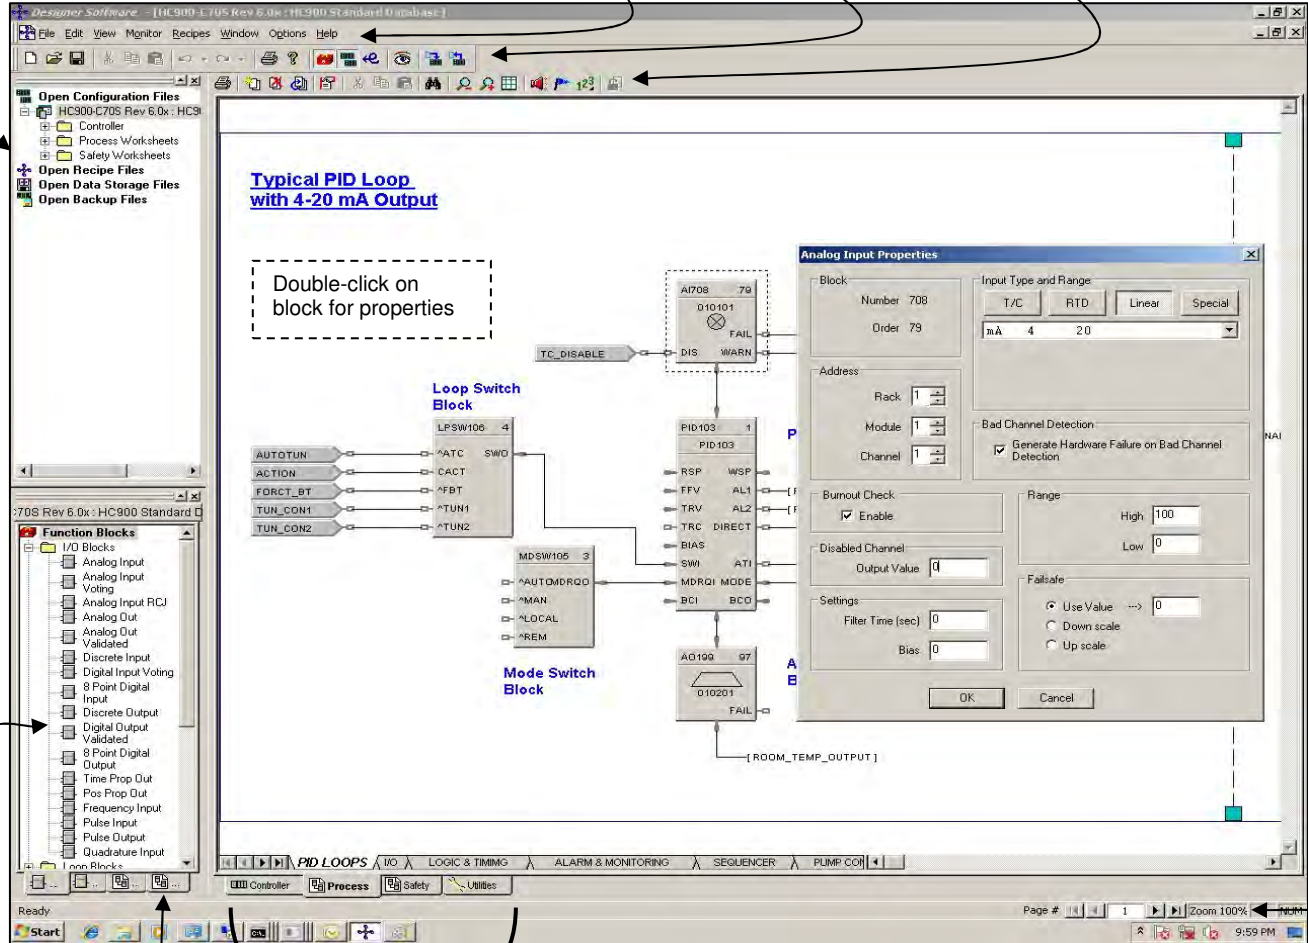 Designer Software - [HC900-C70S Rev 6.0x : HC900 Standard Database]
File Edit View Monitor Recipes Window Options Help
Open Configuration Files
HC900-C70S Rev 6.0x : HC9
Controller
Process Worksheets
Safety Worksheets
Open Recipe Files
Open Data Storage Files
Open Backup Files
:70S Rev 6.0x : HC900 Standard D
Function Blocks
I/O Blocks
Analog Input
Analog Input
Voting
Analog Input RCJ
Analog Out
Analog Out
Validated
Discrete Input
Digital Input Voting
8 Point Digital
Input
Discrete Output
Digital Output
Validated
8 Point Digital
Output
Time Prop Out
Pos Prop Out
Frequency Input
Pulse Input
Pulse Output
Quadrature Input
Loop Blocks
Typical PID Loop
with 4-20 mA Output
Double-click on
block for properties
TC_DISABLE
AI708 79
010101
FAIL
DIS WARN
Loop Switch
Block
LPSW106 4
^ATC SWO
CACT
^FBT
^TUN1
^TUN2
AUTOTUN
ACTION
FORCT_BT
TUN_CON1
TUN_CON2
MDSW105 3
^AUTOMDRQO
^MAN
^LOCAL
^REM
Mode Switch
Block
PID103 1
PID103
RSP WSP
FFV AL1
TRV AL2
TRC DIRECT
BIAS
SWI ATI
MDRQI MODE
BCI BCO
P
NAI
AO199 97
010201
FAIL
A
B
[ROOM_TEMP_OUTPUT]
Analog Input Properties
Block
Number 708
Order 79
Address
Rack 1
Module 1
Channel 1
Burnout Check
Enable
Disabled Channel
Output Value 0
Settings
Filter Time (sec) 0
Bias 0
Input Type and Range
T/C RTD Linear Special
mA 4 20
Bad Channel Detection
Generate Hardware Failure on Bad Channel
Detection
Range
High 100
Low 0
Failsafe
Use Value ---> 0
Down scale
Up scale
OK Cancel
PID LOOPS I/O LOGIC & TIMIMG ALARM & MONITORING SEQUENCER PUMP CON
Controller Process Safety Utilities
Ready
Page # 1 Zoom 100% NUM
Start 9:59 PM